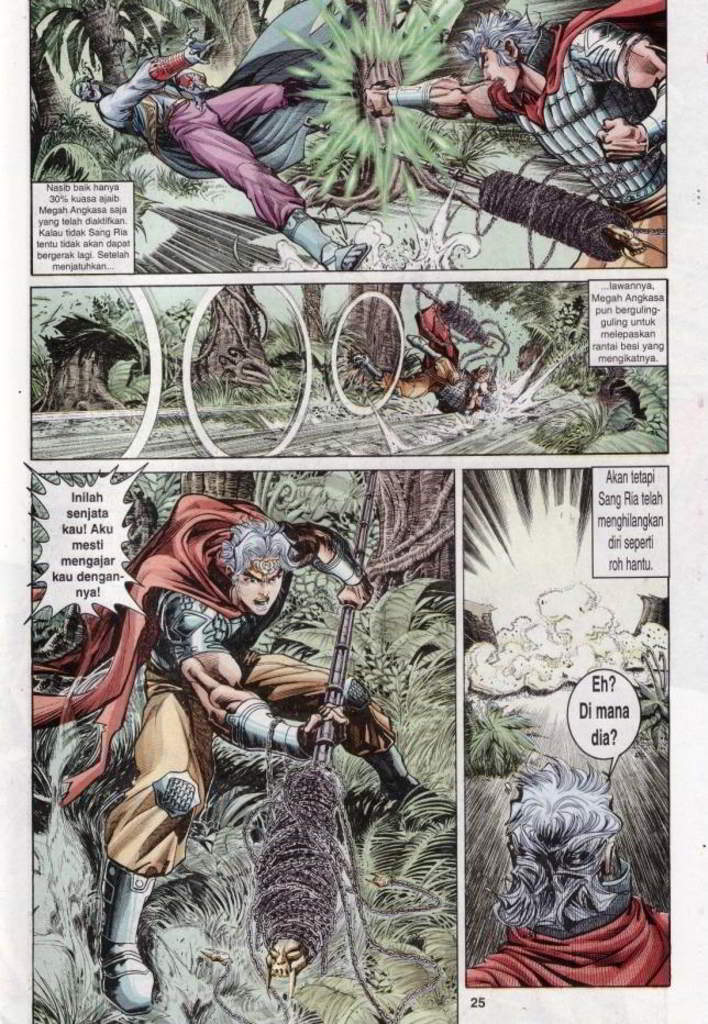 Nasib baik hanya
30% kuasa ajaib
Megah Angkasa saja
yang telah diaktifkan.
Kalau tidak Sang Ria
tentu tidak akan dapat
bergerak lagi. Setelah
menjatuhkan...
...lawannya,
Megah Angkasa
pun berguling-
guling untuk
melepaskan
rantai besi yang
mengikatnya.
Inilah
senjata
kau! Aku
mesti
mengajar
kau dengan-
nya!
Akan tetapi
Sang Ria telah
menghilangkan
diri seperti
roh hantu.
Eh?
Di mana
dia?
25